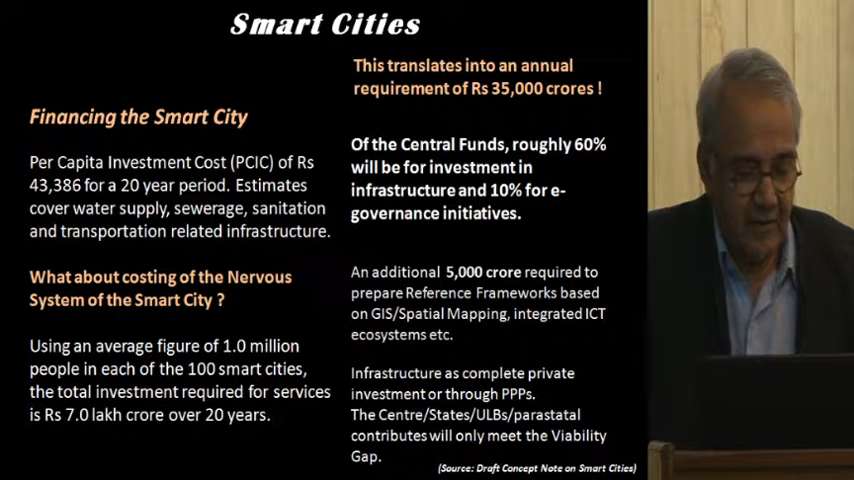 Smart Cities
Financing the Smart City
Per Capita Investment Cost (PCIC) of Rs
43,386 for a 20 year period. Estimates
cover water supply, sewerage, sanitation
and transportation related infrastructure.
What about costing of the Nervous
System of the Smart City ?
Using an average figure of 1.0 million
people in each of the 100 smart cities,
the total investment required for services
is Rs 7.0 lakh crore over 20 years.
This translates into an annual
requirement of Rs 35,000 crores !
Of the Central Funds, roughly 60%
will be for investment in
infrastructure and 10% for e-
governance initiatives.
An additional 5,000 crore required to
prepare Reference Frameworks based
on GIS/Spatial Mapping, integrated ICT
ecosystems etc.
Infrastructure as complete private
investment or through PPPs.
The Centre/States/ULBs/parastatal
contributes will only meet the Viability
Gap.
(Source: Draft Concept Note on Smart Cities)